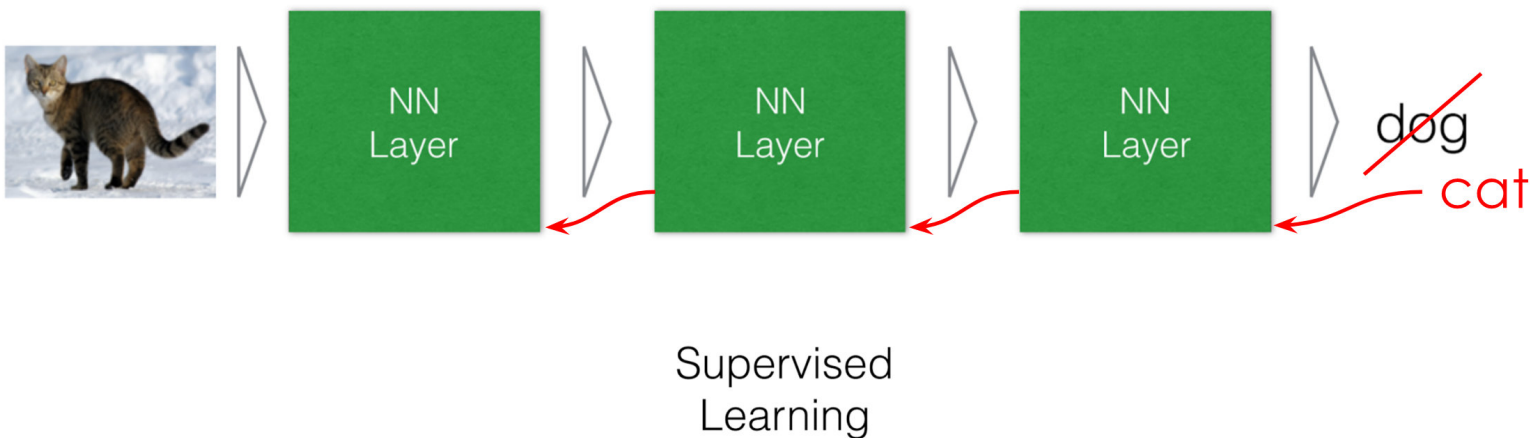 NN
Layer
NN
Layer
NN
Layer
dog
cat
Supervised
Learning